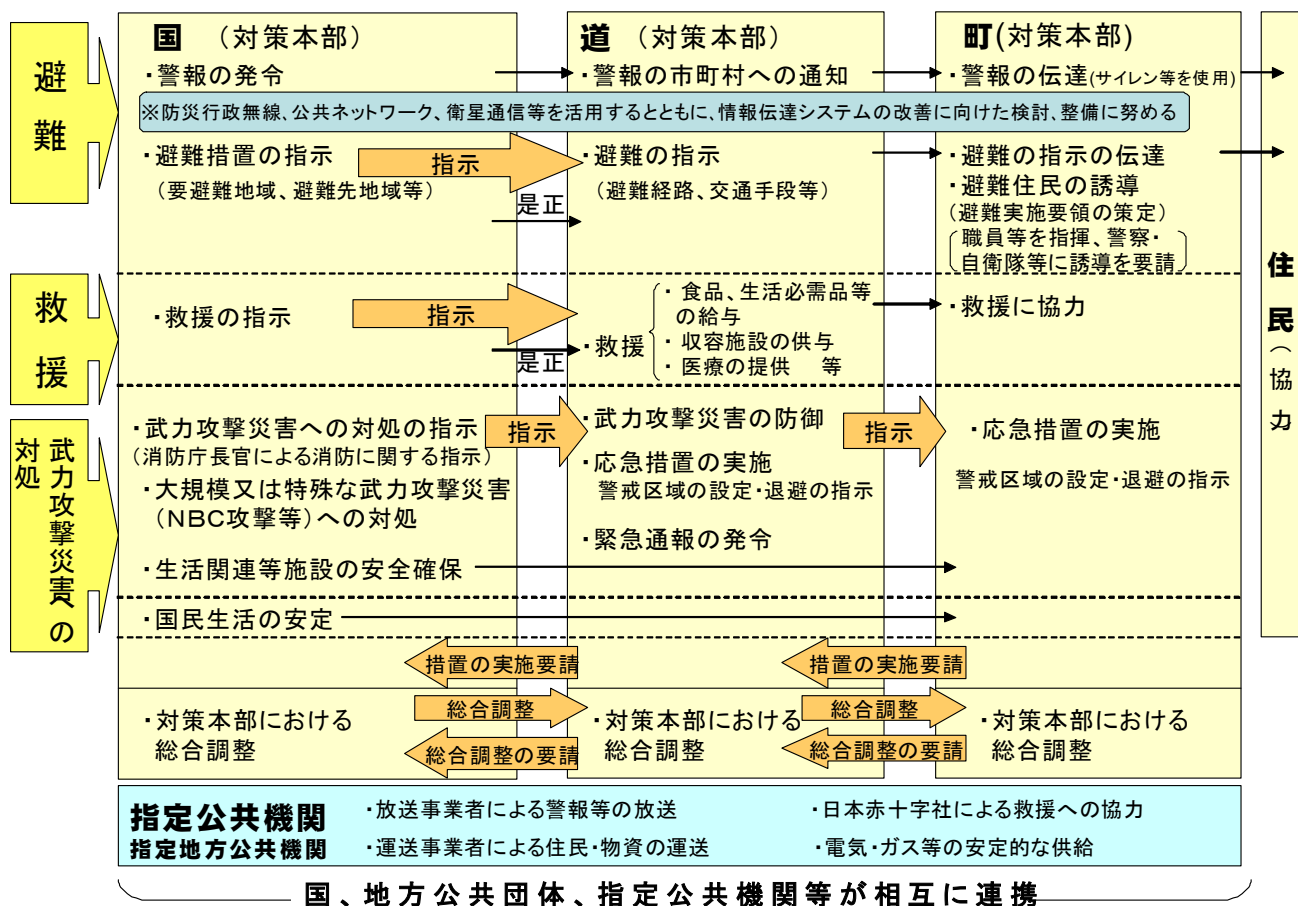 避難
国 （対策本部）
道 （対策本部）
町(対策本部)
・警報の発令
・警報の市町村への通知
・警報の伝達(サイレン等を使用)
※防災行政無線、公共ネットワーク、衛星通信等を活用するとともに、情報伝達システムの改善に向けた検討、整備に努める
・避難措置の指示
（要避難地域、避難先地域等）
指示
是正
・避難の指示
（避難経路、交通手段等）
・避難の指示の伝達
・避難住民の誘導
（避難実施要領の策定）
職員等を指揮、警察・
自衛隊等に誘導を要請
住民（協力）
救援
・救援の指示
指示
是正
・救援
・ 食品、生活必需品等
の給与
・ 収容施設の供与
・ 医療の提供 等
・救援に協力
武力攻撃災害への
対処
・武力攻撃災害への対処の指示
（消防庁長官による消防に関する指示）
・大規模又は特殊な武力攻撃災害
（NBC攻撃等）への対処
・生活関連等施設の安全確保
指示
・武力攻撃災害の防御
・応急措置の実施
警戒区域の設定・退避の指示
・緊急通報の発令
指示
・応急措置の実施
警戒区域の設定・退避の指示
・国民生活の安定
措置の実施要請
措置の実施要請
・対策本部における
総合調整
総合調整
総合調整の要請
・対策本部における
総合調整
総合調整
総合調整の要請
・対策本部における
総合調整
指定公共機関
指定地方公共機関
・放送事業者による警報等の放送
・日本赤十字社による救援への協力
・運送事業者による住民・物資の運送
・電気・ガス等の安定的な供給
国、地方公共団体、指定公共機関等が相互に連携